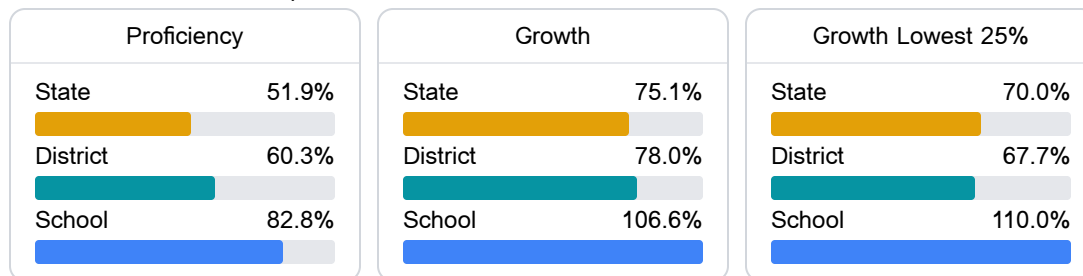 Proficiency
State 51.9%
District 60.3%
School 82.8%
Growth
State 75.1%
District 78.0%
School 106.6%
Growth Lowest 25%
State 70.0%
District 67.7%
School 110.0%